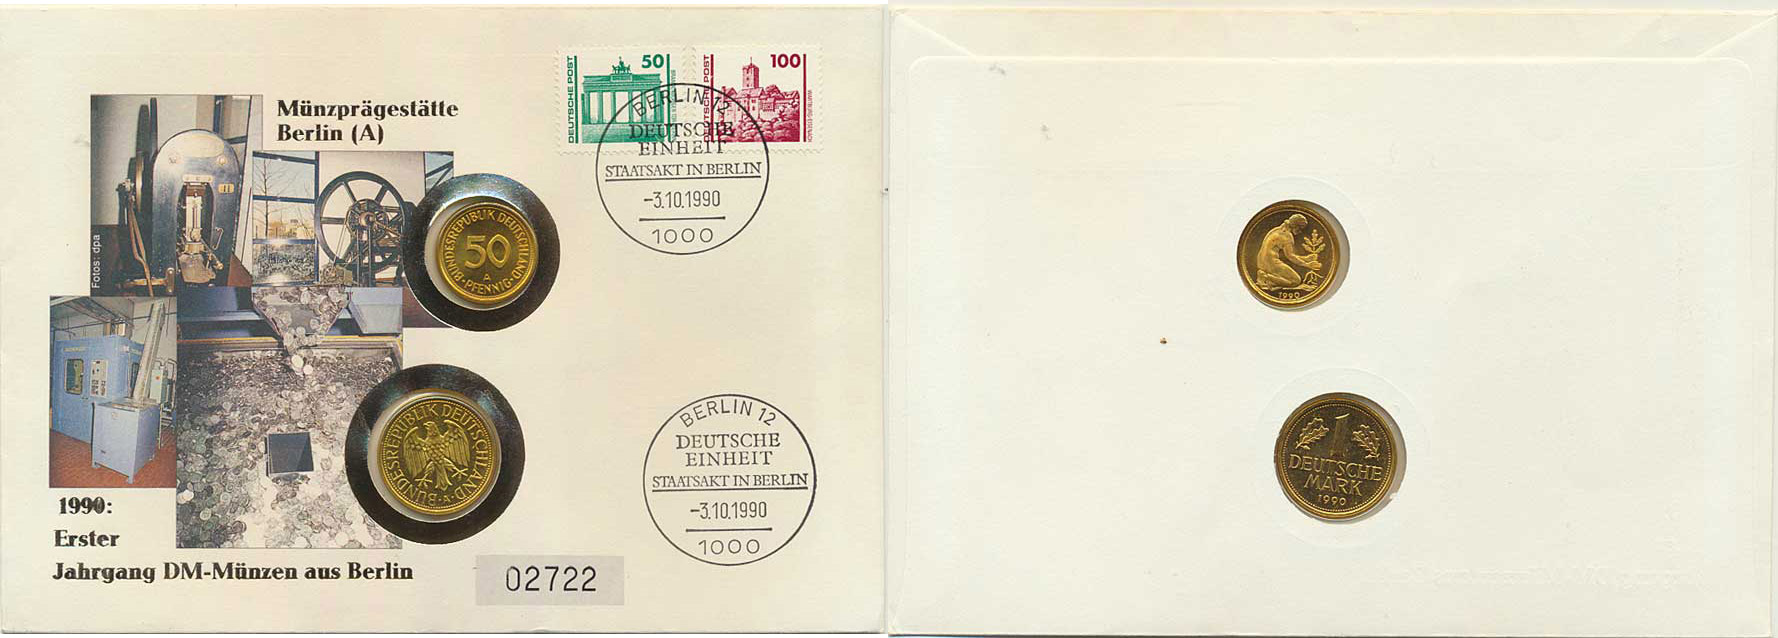 Münzprägestätte
Berlin (A)
Fotos: dpa
DEUTSCHE POST
50
DEUTSCHE POST
100
BERLIN 12
DEUTSCHE
EINHEIT
STAATSAKT IN BERLIN
-3.10.1990
1000
BUNDESREPUBLIK DEUTSCHLAND
50
A
PFENNIG
BUNDESREPUBLIK DEUTSCHLAND
A
BERLIN 12
DEUTSCHE
EINHEIT
STAATSAKT IN BERLIN
-3.10.1990
1000
1990:
Erster
Jahrgang DM-Münzen aus Berlin
02722
1990
1
DEUTSCHE
MARK
1990